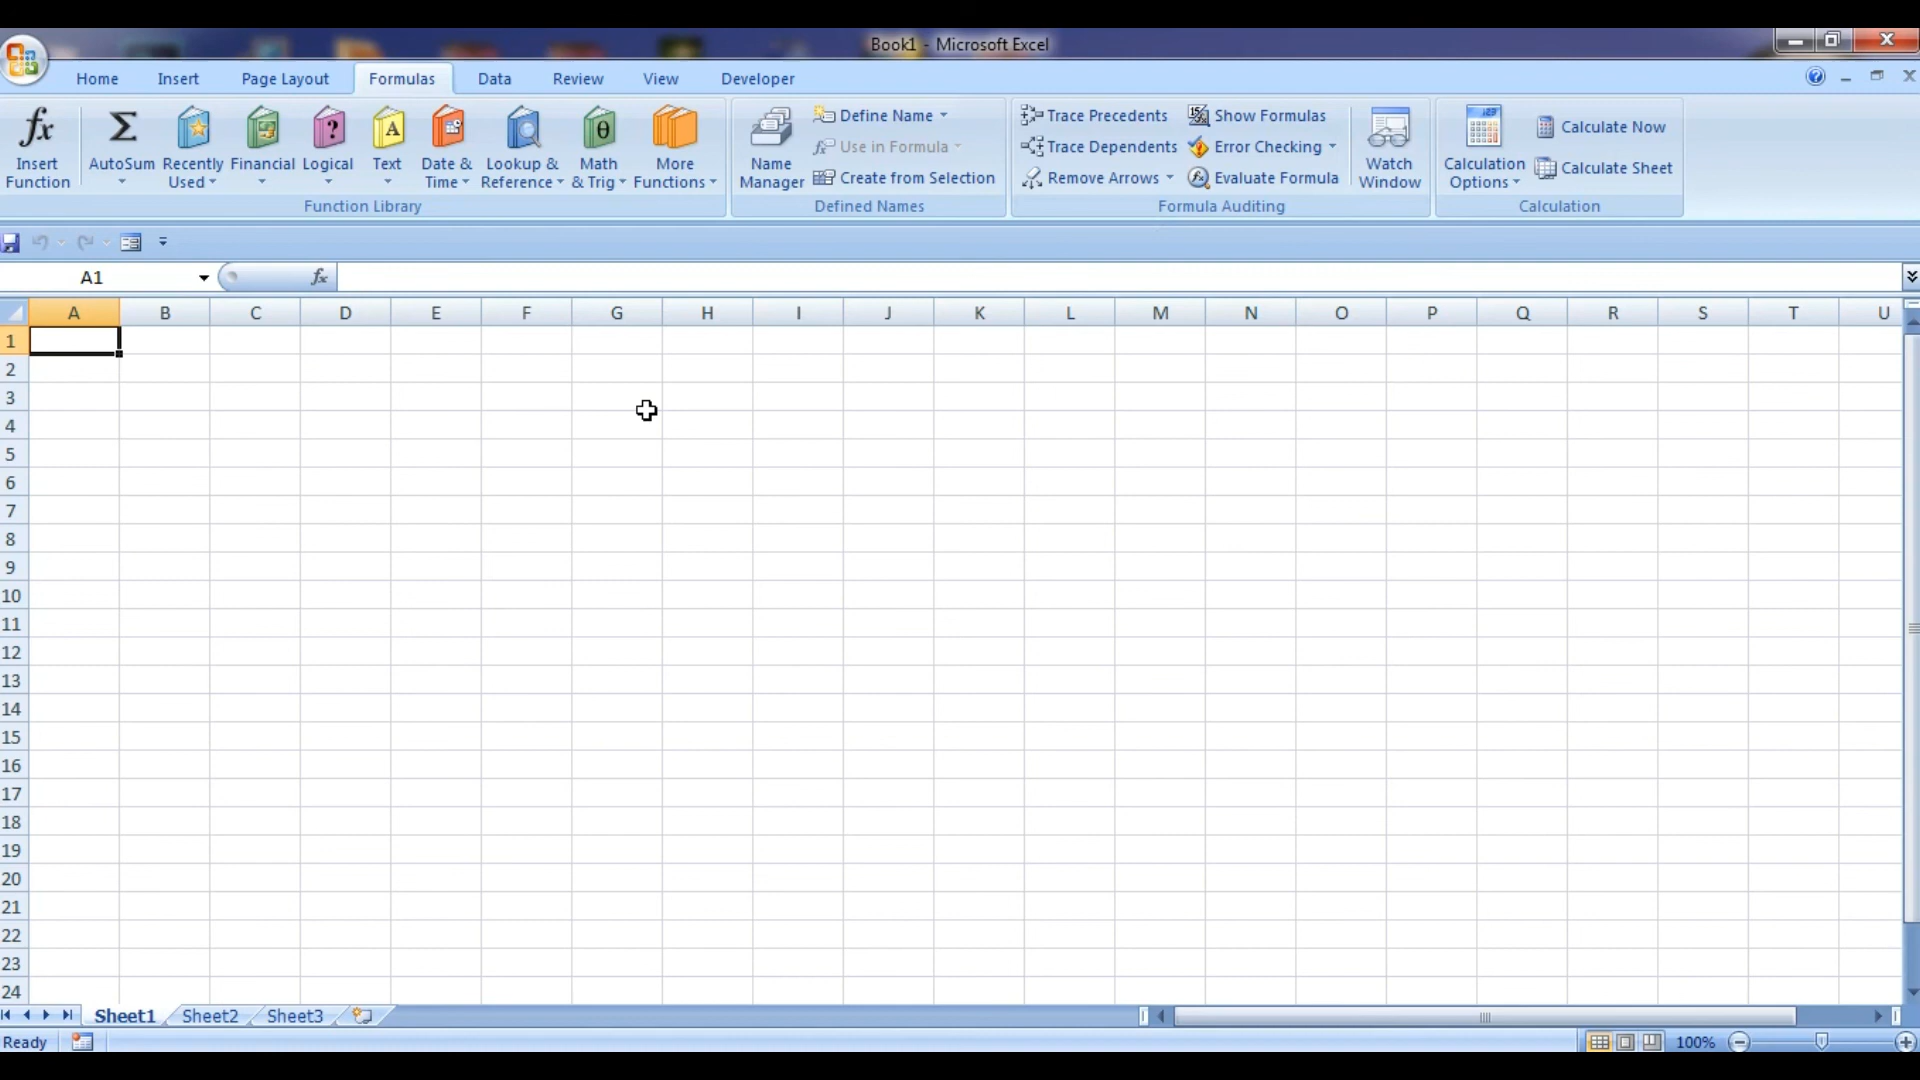 Book1 - Microsoft Excel
Home Insert Page Layout Formulas Data Review View Developer
fx Insert Function
Σ AutoSum
Recently Used
Financial
Logical
Text
Date & Time
Lookup & Reference
Math & Trig
More Functions
Function Library
Name Manager
Define Name
Use in Formula
Create from Selection
Defined Names
Trace Precedents
Trace Dependents
Remove Arrows
Show Formulas
Error Checking
Evaluate Formula
Watch Window
Formula Auditing
Calculation Options
Calculate Now
Calculate Sheet
Calculation
A1 fx
A B C D E F G H I J K L M N O P Q R S T U
1
2
3
4
5
6
7
8
9
10
11
12
13
14
15
16
17
18
19
20
21
22
23
24
Sheet1 Sheet2 Sheet3
Ready 100%